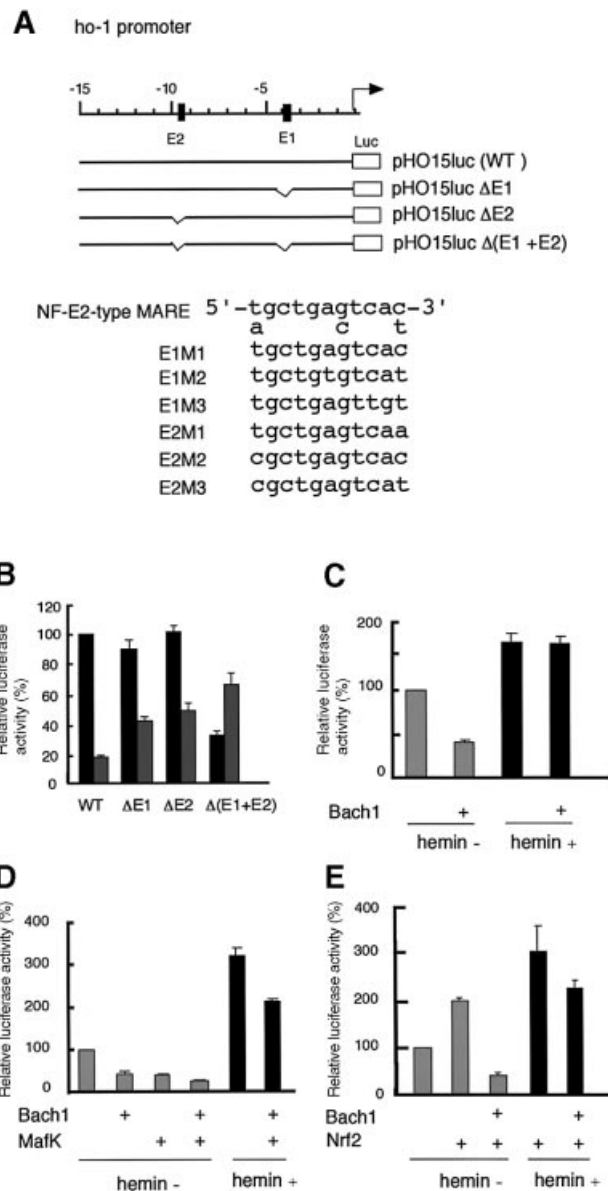 A
ho-1 promoter
-15 -10 -5
E2 E1 Luc
pHO15luc (WT )
pHO15luc ΔE1
pHO15luc ΔE2
pHO15luc Δ(E1 +E2)
NF-E2-type MARE 5'-tgctgagtcac-3'
a c t
E1M1 tgctgagtcac
E1M2 tgctgtgtcat
E1M3 tgctgagttgt
E2M1 tgctgagtcaa
E2M2 cgctgagtcac
E2M3 cgctgagtcat
B
Relative luciferase
activity (%)
120
100
80
60
40
20
0
WT ΔE1 ΔE2 Δ(E1+E2)
C
Relative luciferase
activity (%)
200
100
0
Bach1 + +
hemin - hemin +
D
Relative luciferase activity (%)
400
300
200
100
0
Bach1 + + +
MafK + + +
hemin - hemin +
E
Relative luciferase activity (%)
400
300
200
100
0
Bach1 + +
Nrf2 + + + +
hemin - hemin +